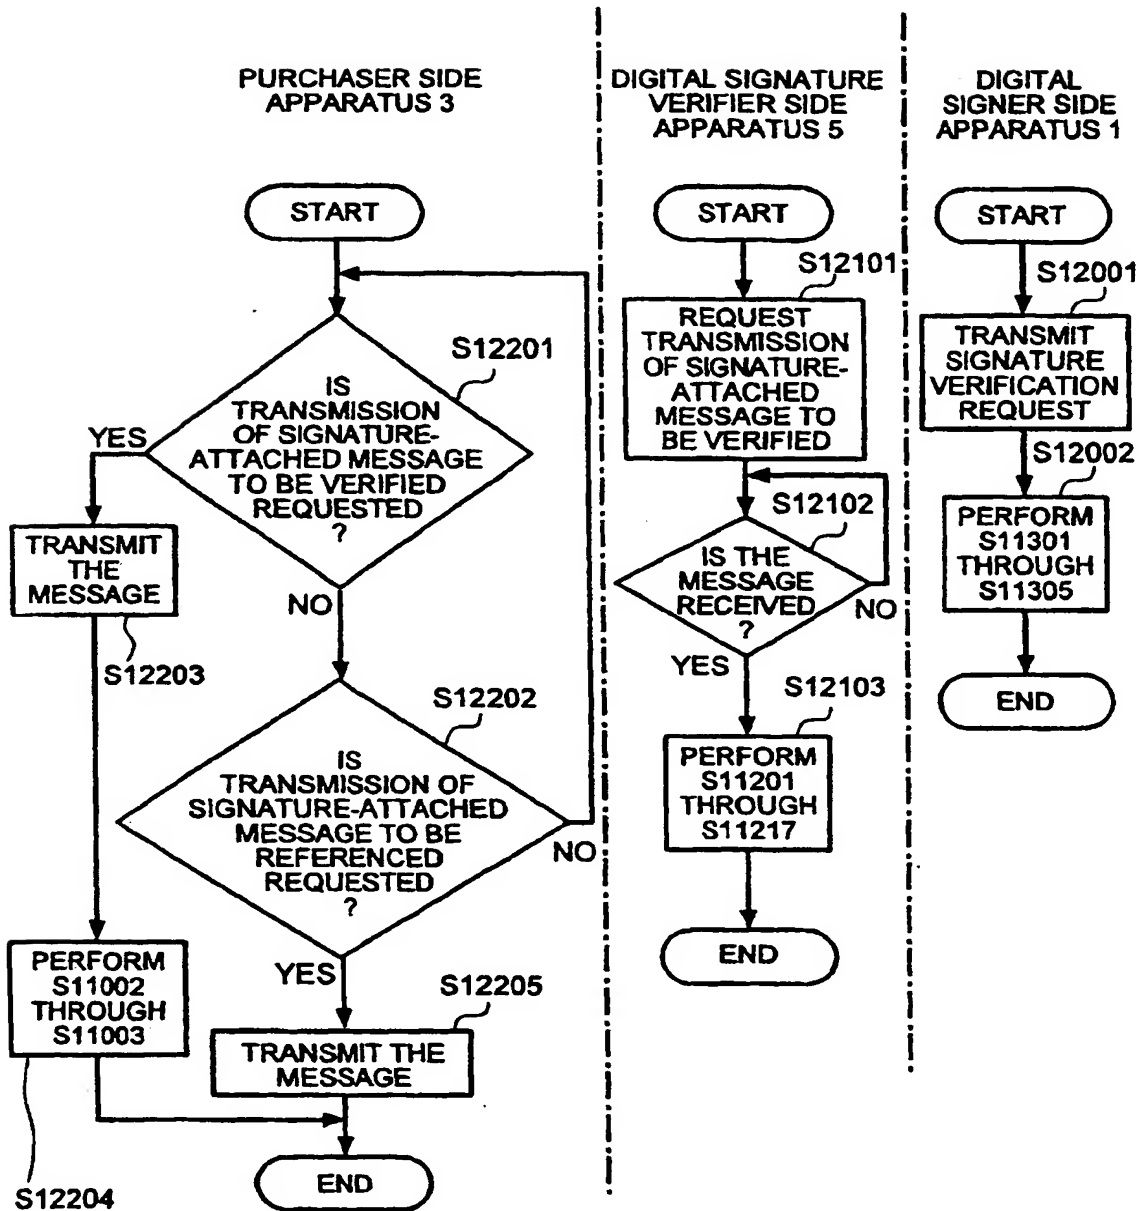 PURCHASER SIDE
APPARATUS 3
START
S12201
IS
TRANSMISSION
OF SIGNATURE-
ATTACHED MESSAGE
TO BE VERIFIED
REQUESTED
?
YES
NO
TRANSMIT
THE
MESSAGE
S12203
S12202
IS
TRANSMISSION OF
SIGNATURE-ATTACHED
MESSAGE TO BE
REFERENCED
REQUESTED
?
NO
YES
PERFORM
S11002
THROUGH
S11003
S12204
S12205
TRANSMIT THE
MESSAGE
END
DIGITAL SIGNATURE
VERIFIER SIDE
APPARATUS 5
START
S12101
REQUEST
TRANSMISSION
OF SIGNATURE-
ATTACHED
MESSAGE TO
BE VERIFIED
S12102
IS THE
MESSAGE
RECEIVED
?
NO
YES
S12103
PERFORM
S11201
THROUGH
S11217
END
DIGITAL
SIGNER SIDE
APPARATUS 1
START
S12001
TRANSMIT
SIGNATURE
VERIFICATION
REQUEST
S12002
PERFORM
S11301
THROUGH
S11305
END